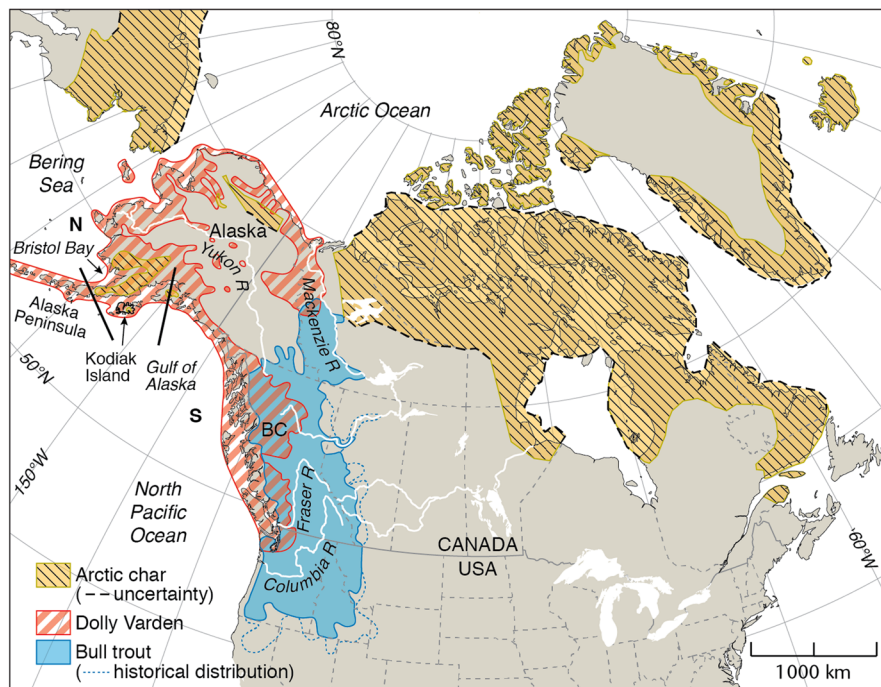 80°N
Arctic Ocean
Bering
Sea
N
Alaska
Bristol Bay
Yukon R
Mackenzie R
Alaska
Peninsula
Kodiak
Island
Gulf of
Alaska
50°N
S
BC
150°W
North
Pacific
Ocean
Fraser R
Columbia R
CANADA
USA
60°W
Arctic char
(-- uncertainty)
Dolly Varden
Bull trout
(---- historical distribution)
1000 km